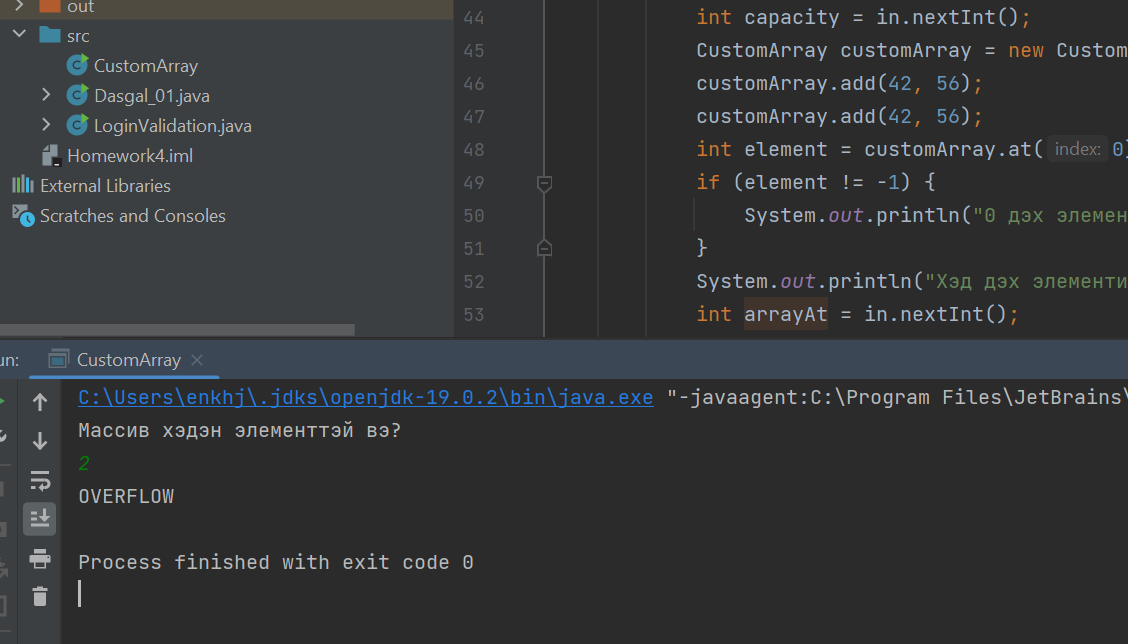 out
src
CustomArray
Dasgal_01.java
LoginValidation.java
Homework4.iml
External Libraries
Scratches and Consoles
44 int capacity = in.nextInt();
45 CustomArray customArray = new Custom
46 customArray.add(42, 56);
47 customArray.add(42, 56);
48 int element = customArray.at( index: 0)
49 if (element != -1) {
50 System.out.println("0 дэх элемен
51 }
52 System.out.println("Хэд дэх элементи
53 int arrayAt = in.nextInt();
un: CustomArray
C:\Users\enkhj\.jdks\openjdk-19.0.2\bin\java.exe "-javaagent:C:\Program Files\JetBrains\
Массив хэдэн элементтэй вэ?
2
OVERFLOW
Process finished with exit code 0